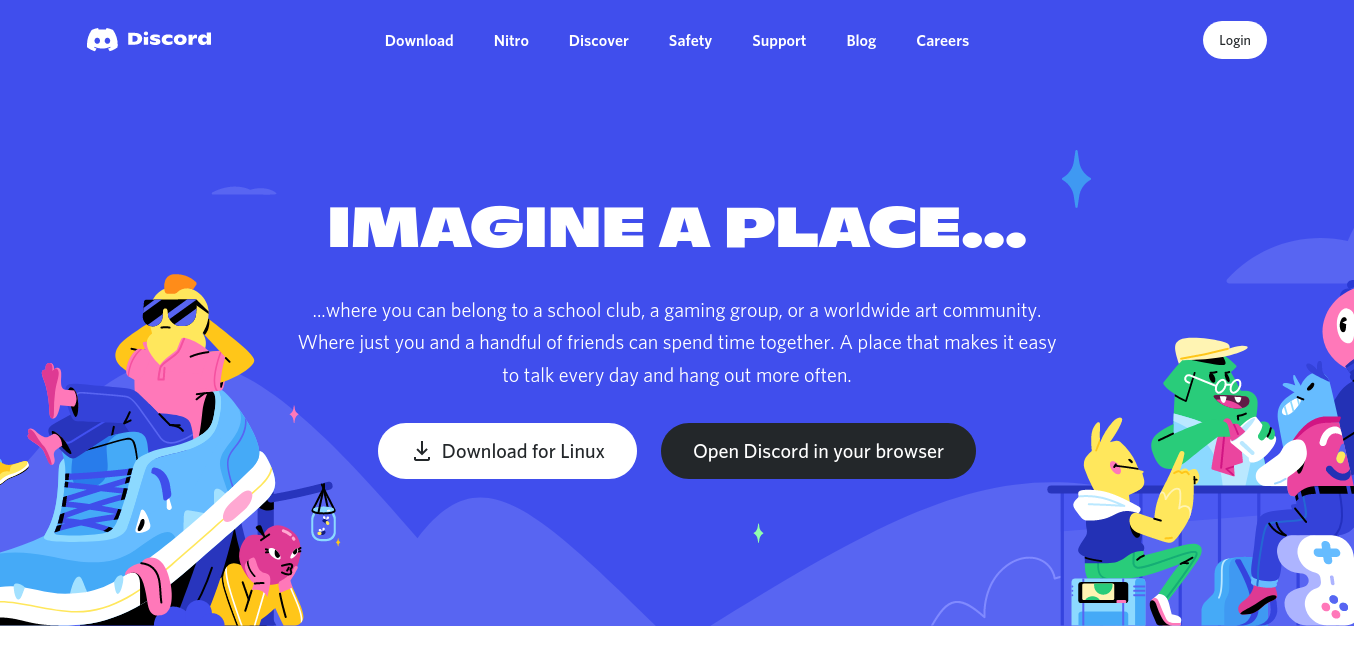 Discord
Download Nitro Discover Safety Support Blog Careers
Login
IMAGINE A PLACE...
...where you can belong to a school club, a gaming group, or a worldwide art community.
Where just you and a handful of friends can spend time together. A place that makes it easy
to talk every day and hang out more often.
Download for Linux
Open Discord in your browser